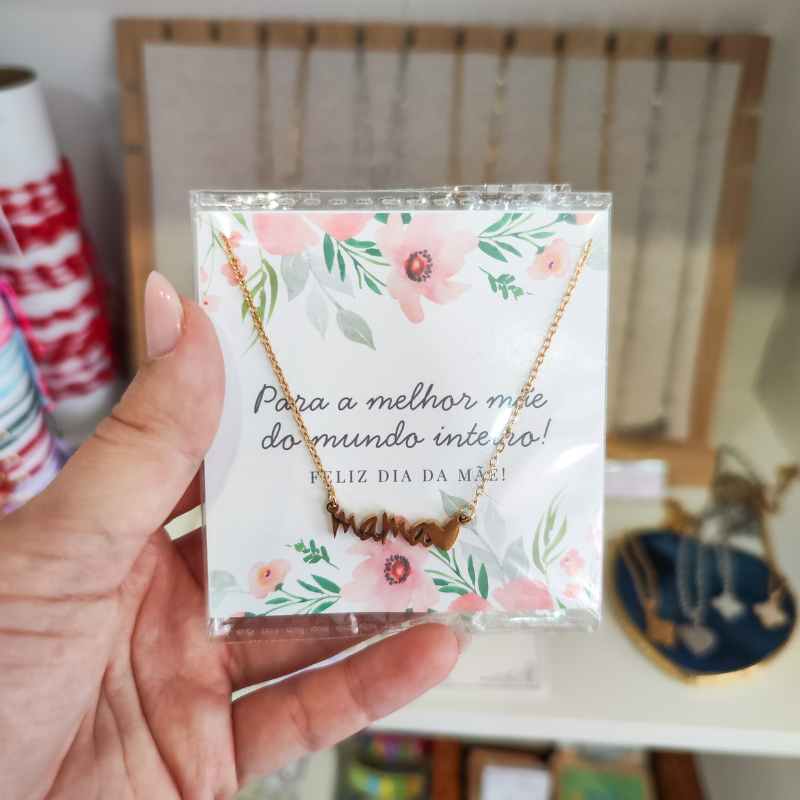 Para a melhor mãe
do mundo inteiro!
FELIZ DIA DA MÃE!
mama